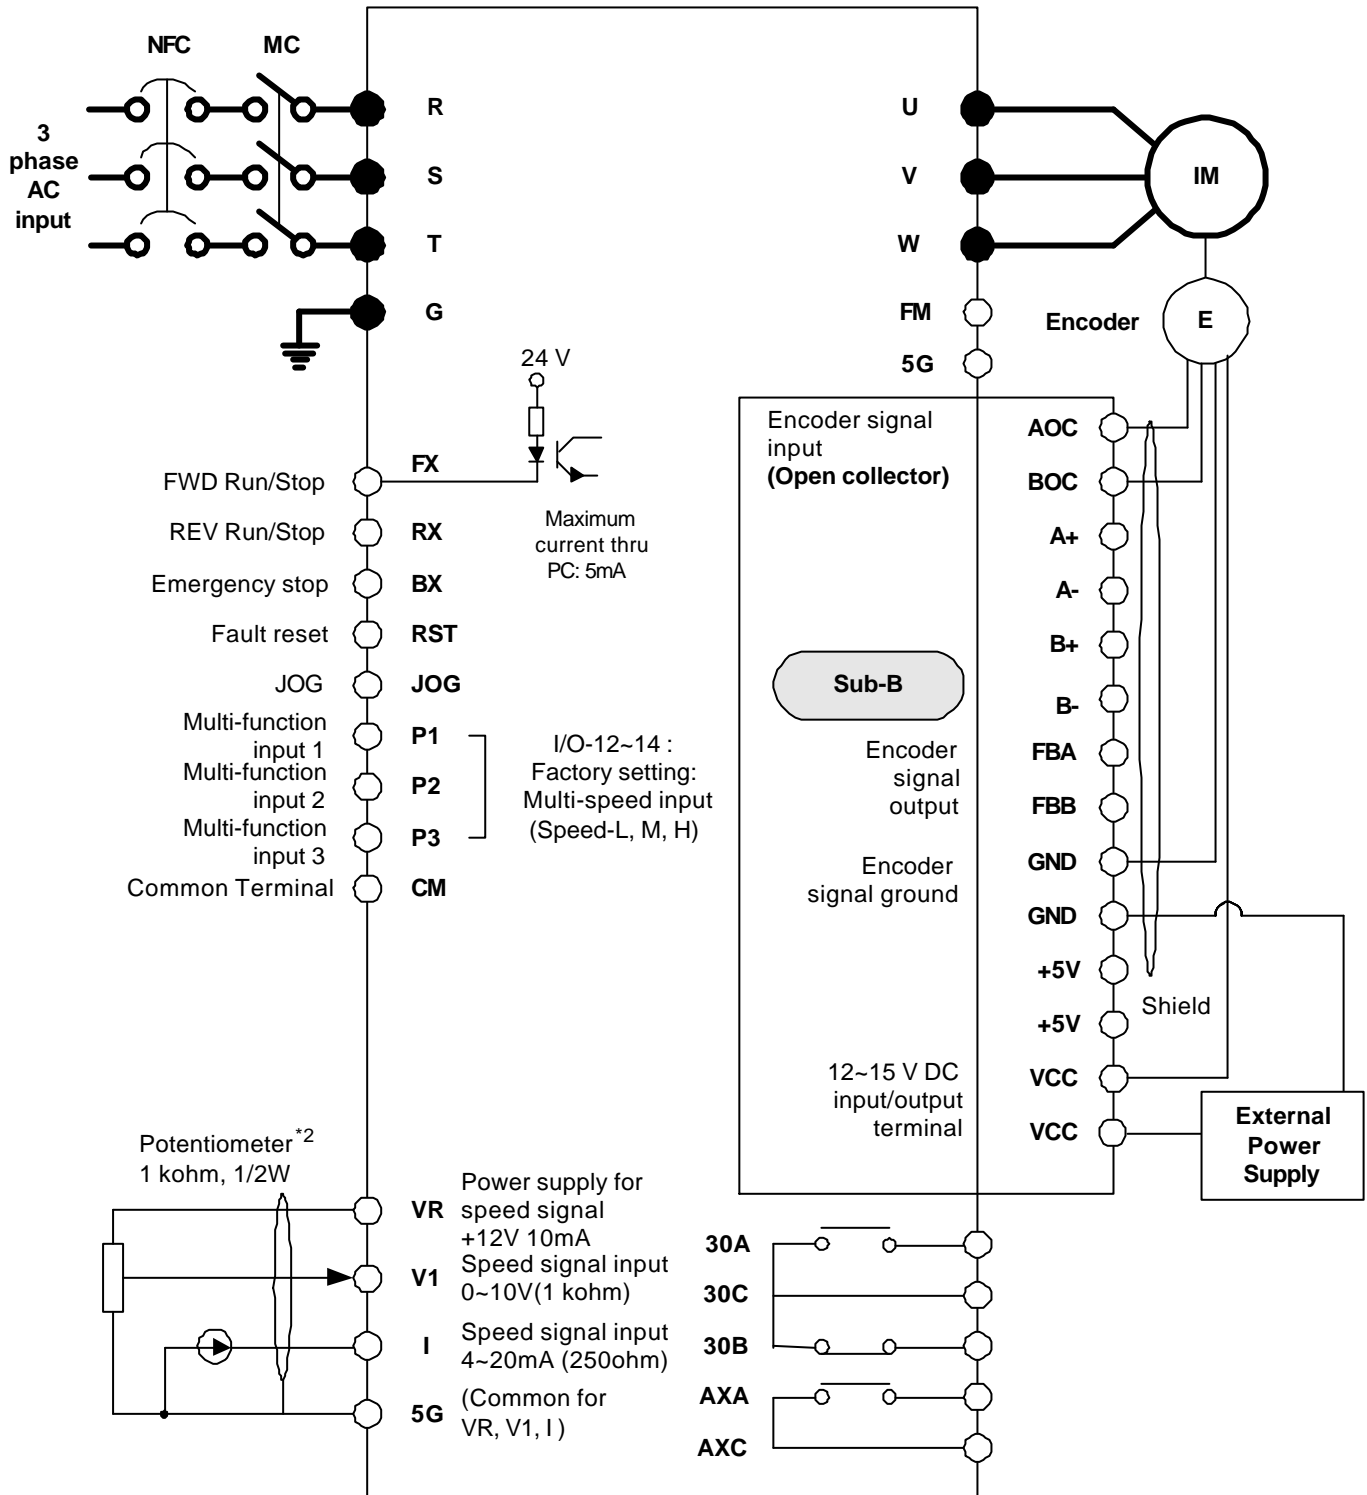 NFC
MC
3
phase
AC
input
R
S
T
G
U
V
W
FM
5G
IM
Encoder
E
24 V
FWD Run/Stop
FX
REV Run/Stop
RX
Emergency stop
BX
Fault reset
RST
JOG
JOG
Multi-function
input 1
P1
Multi-function
input 2
P2
Multi-function
input 3
P3
Common Terminal
CM
Maximum
current thru
PC: 5mA
I/O-12~14 :
Factory setting:
Multi-speed input
(Speed-L, M, H)
Encoder signal
input
(Open collector)
Sub-B
Encoder
signal
output
Encoder
signal ground
12~15 V DC
input/output
terminal
AOC
BOC
A+
A-
B+
B-
FBA
FBB
GND
GND
+5V
+5V
VCC
VCC
Shield
External
Power
Supply
Potentiometer *2
1 kohm, 1/2W
VR
Power supply for
speed signal
+12V 10mA
V1
Speed signal input
0~10V(1 kohm)
I
Speed signal input
4~20mA (250ohm)
5G
(Common for
VR, V1, I )
30A
30C
30B
AXA
AXC